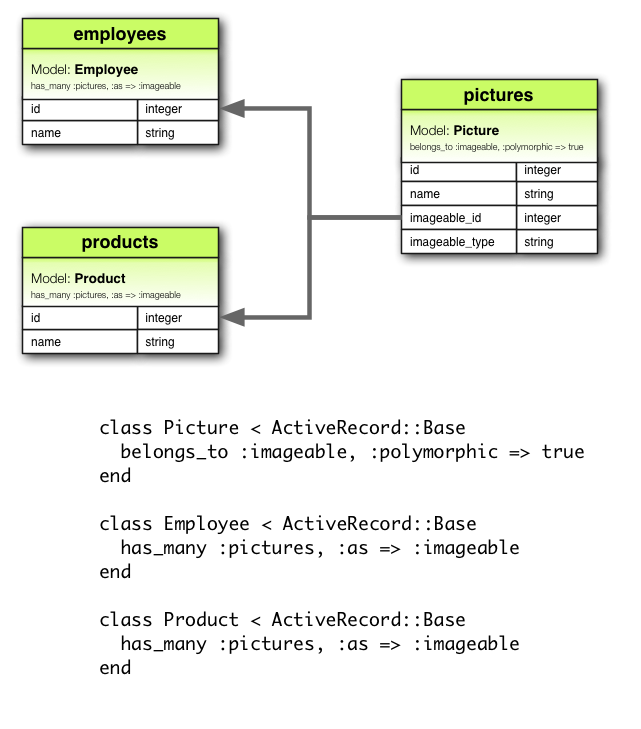 employees
Model: Employee
has_many :pictures, :as => :imageable
id integer
name string
pictures
Model: Picture
belongs_to :imageable, :polymorphic => true
id integer
name string
imageable_id integer
imageable_type string
products
Model: Product
has_many :pictures, :as => :imageable
id integer
name string
class Picture < ActiveRecord::Base
  belongs_to :imageable, :polymorphic => true
end
class Employee < ActiveRecord::Base
  has_many :pictures, :as => :imageable
end
class Product < ActiveRecord::Base
  has_many :pictures, :as => :imageable
end